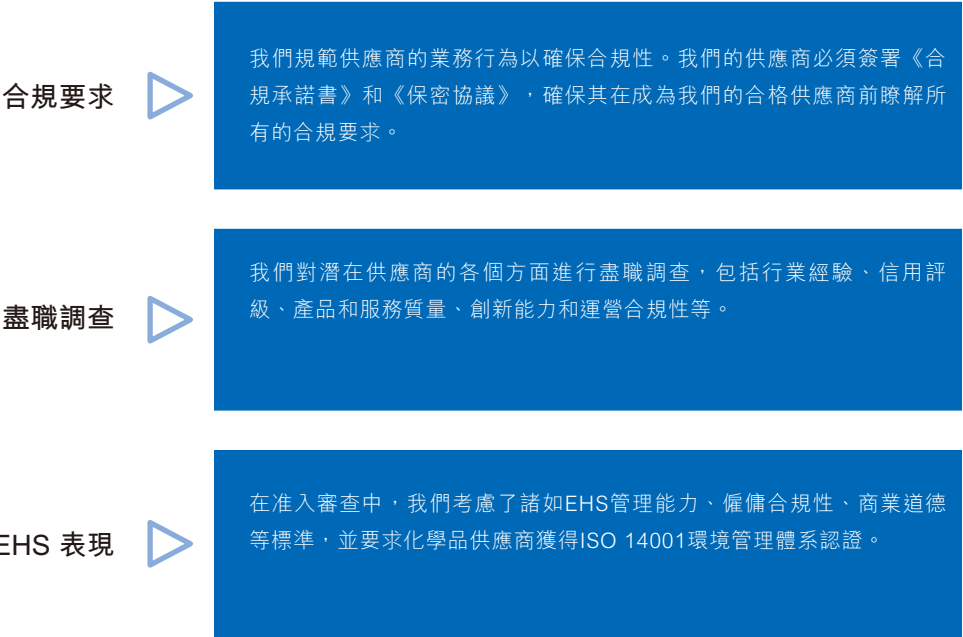 合規要求
我們規範供應商的業務行為以確保合規性。我們的供應商必須簽署《合
規承諾書》和《保密協議》，確保其在成為我們的合格供應商前瞭解所
有的合規要求。
盡職調查
我們對潛在供應商的各個方面進行盡職調查，包括行業經驗、信用評
級、產品和服務質量、創新能力和運營合規性等。
EHS 表現
在准入審查中，我們考慮了諸如EHS管理能力、僱傭合規性、商業道德
等標準，並要求化學品供應商獲得ISO 14001環境管理體系認證。